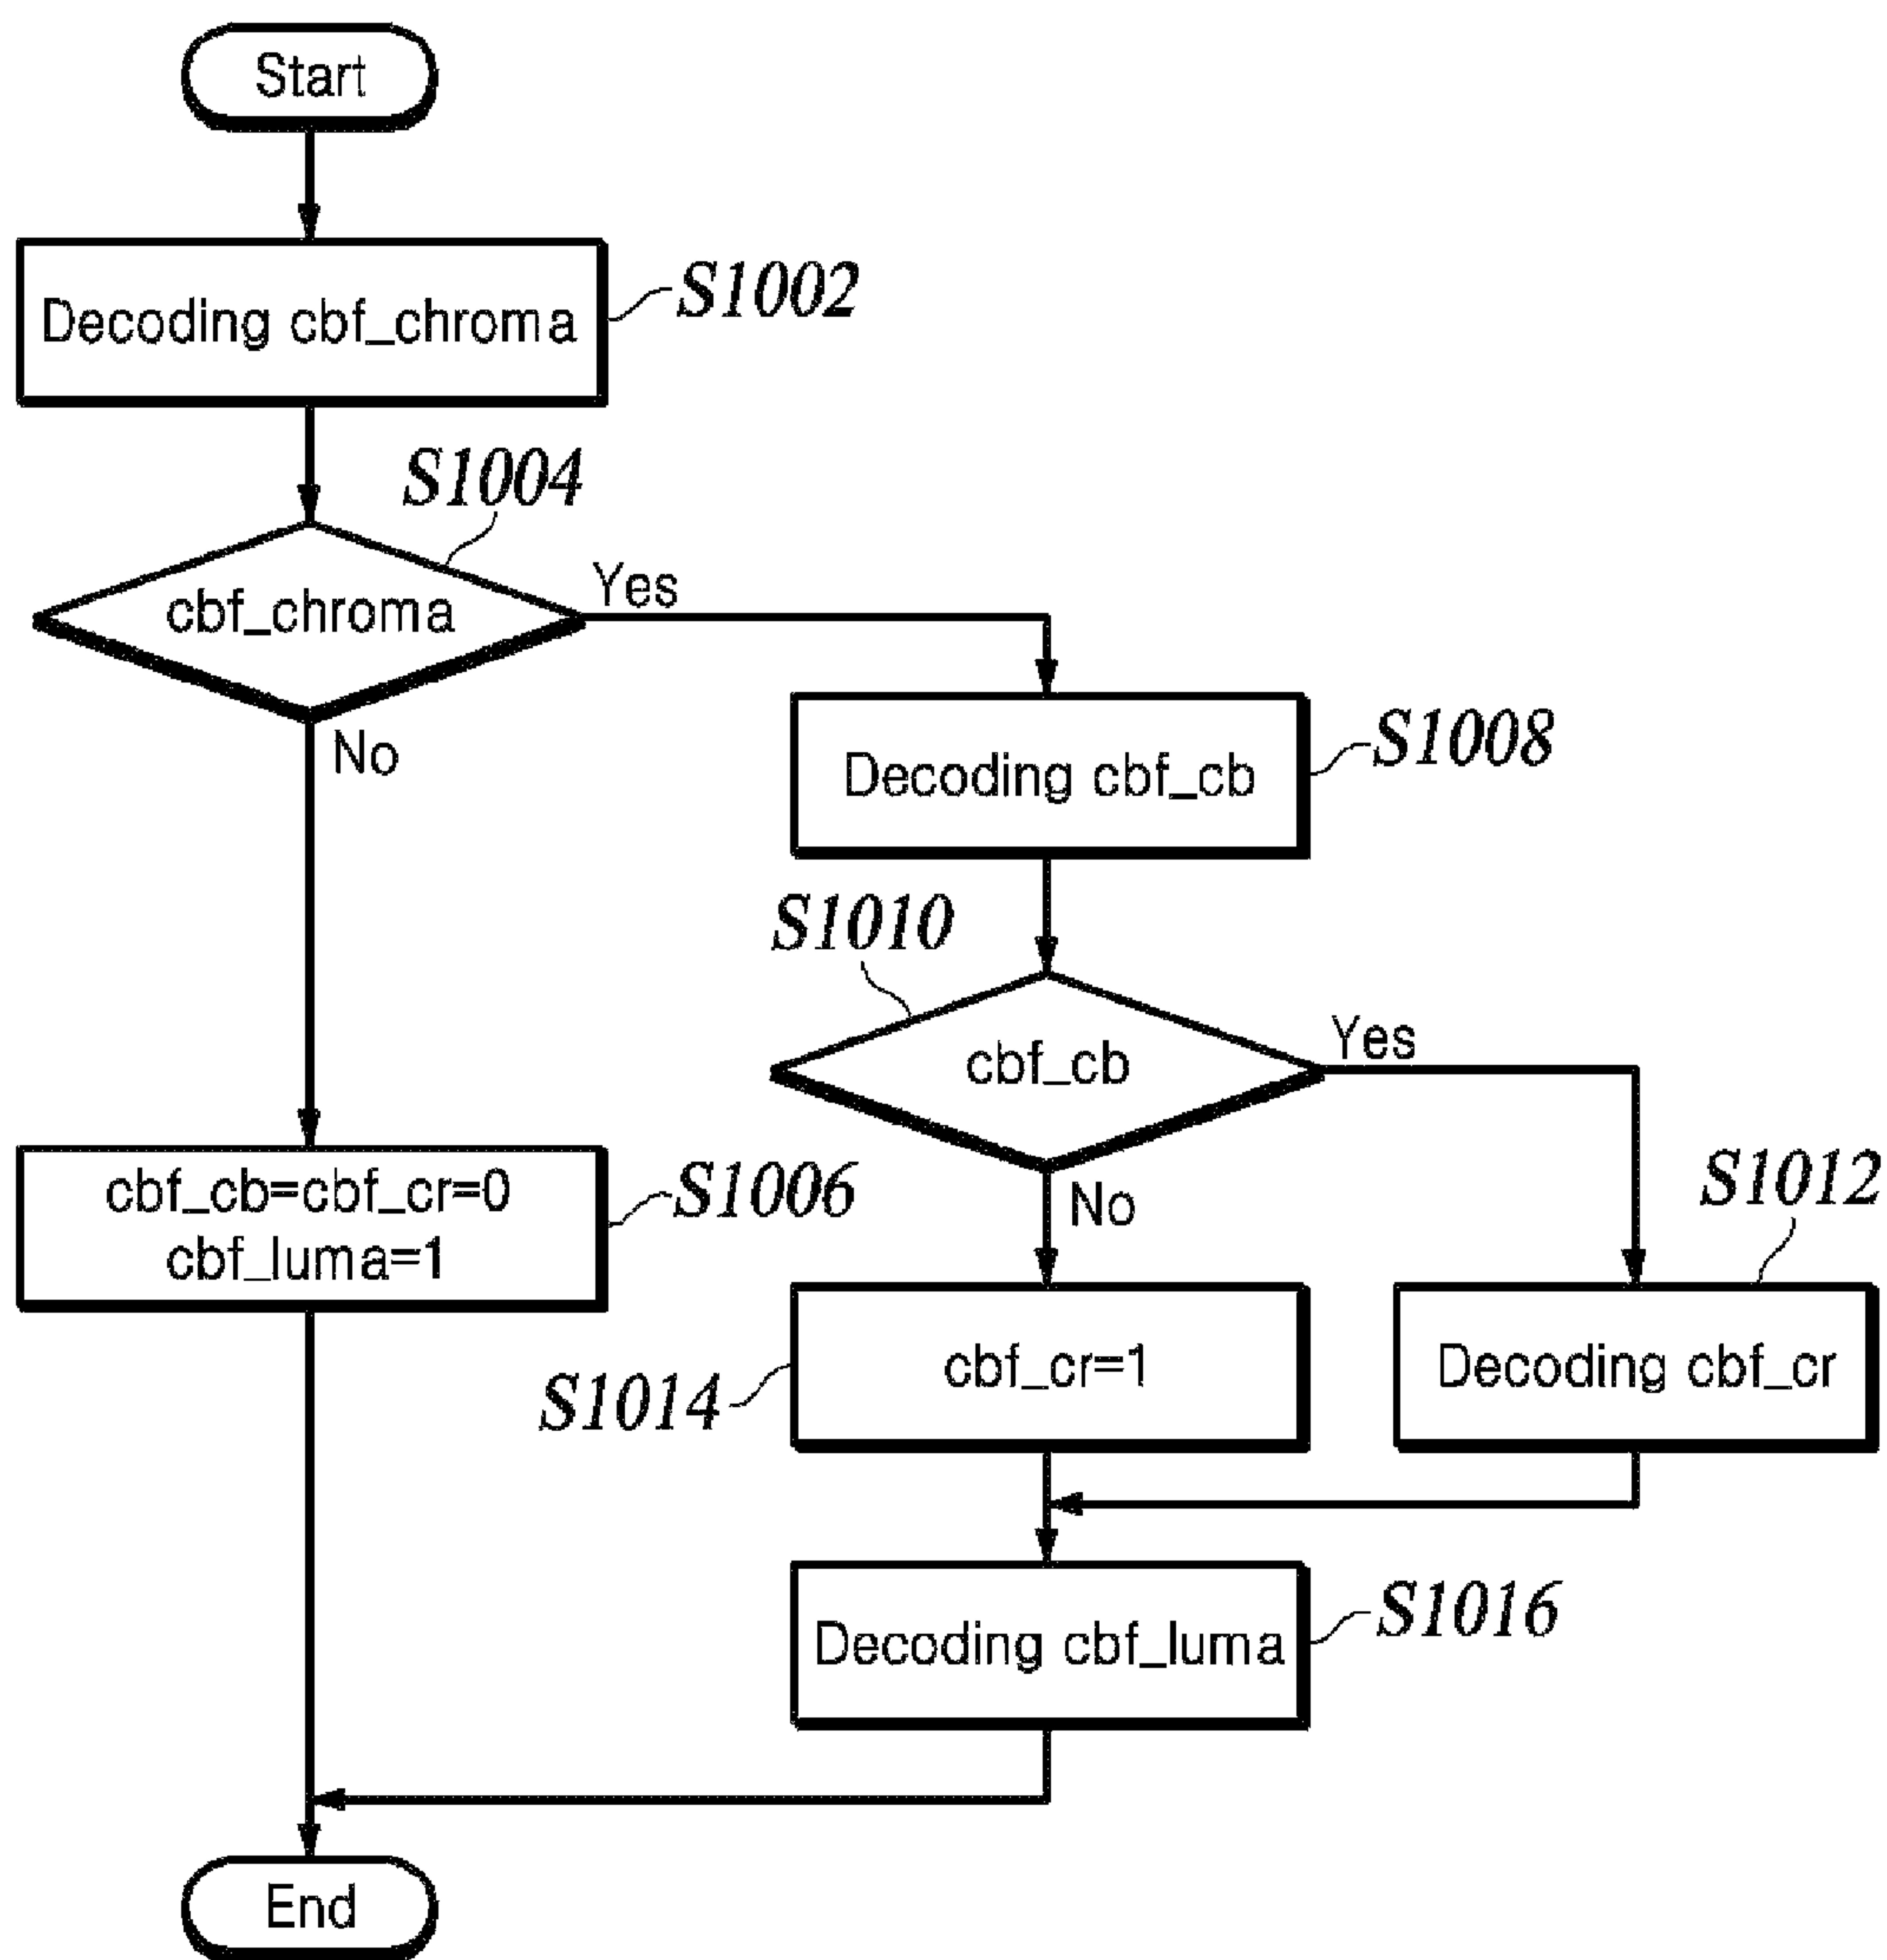 Start
Decoding cbf_chroma
S1002
S1004
cbf_chroma
Yes
No
Decoding cbf_cb
S1008
S1010
cbf_cb
Yes
No
cbf_cb=cbf_cr=0
cbf_luma=1
S1006
S1012
cbf_cr=1
S1014
Decoding cbf_cr
Decoding cbf_luma
S1016
End